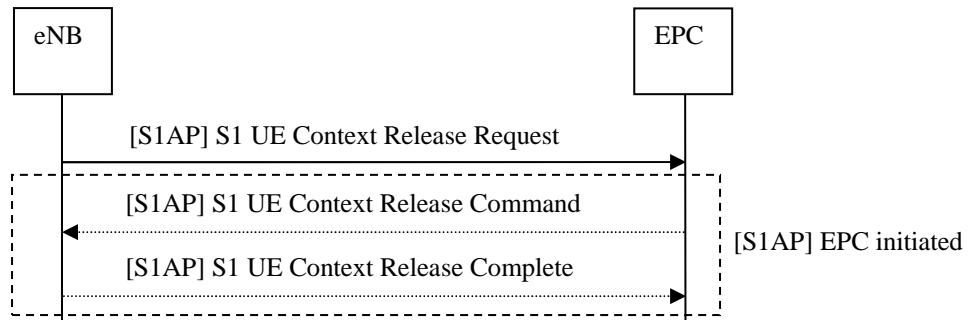 eNB
EPC
[S1AP] S1 UE Context Release Request
[S1AP] S1 UE Context Release Command
[S1AP] EPC initiated
[S1AP] S1 UE Context Release Complete